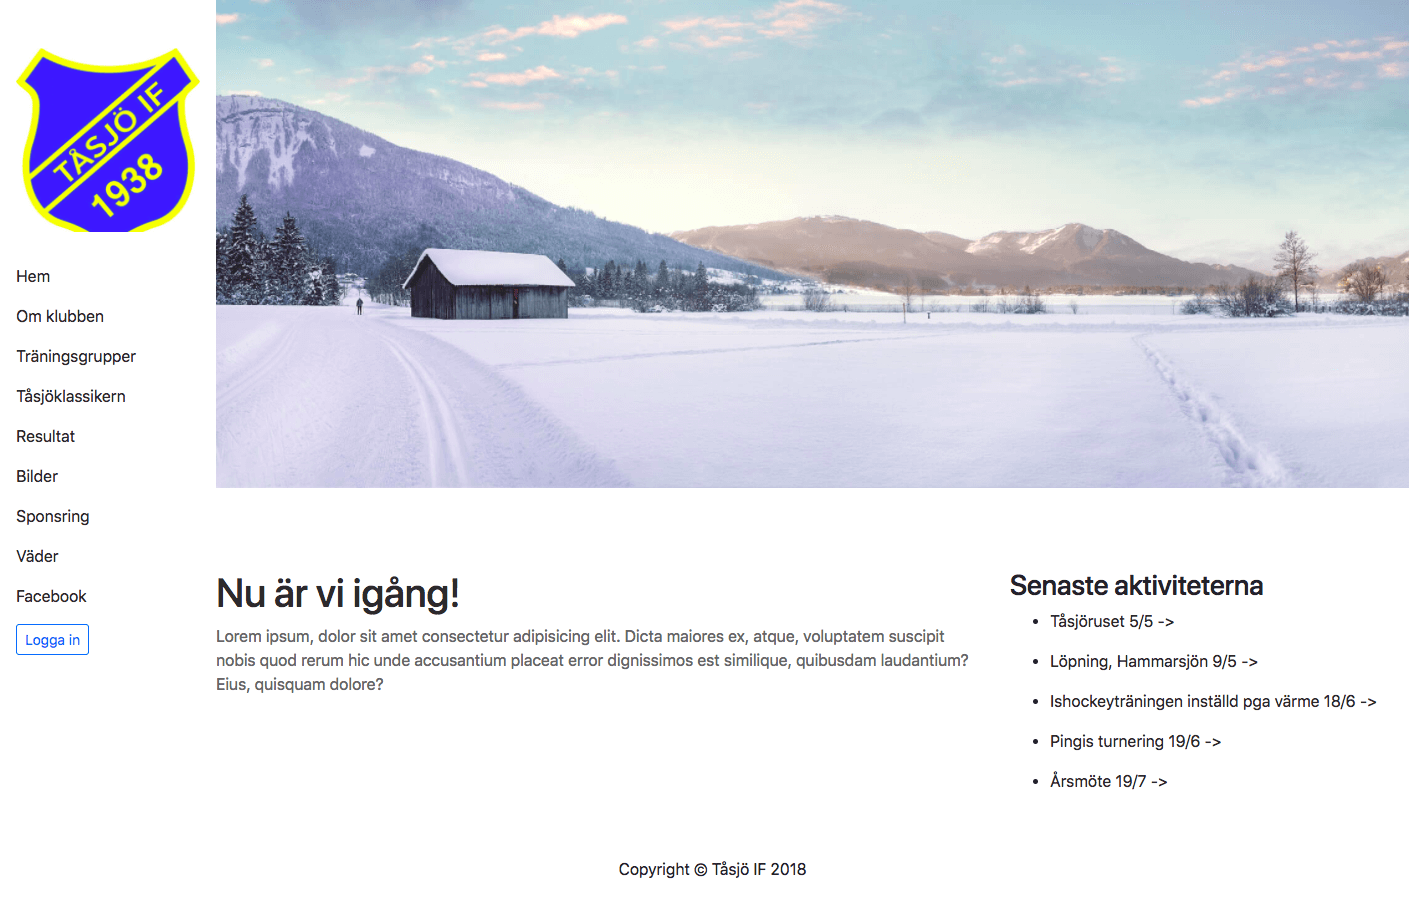 TÅSJÖ IF
1938
Hem
Om klubben
Träningsgrupper
Tåsjöklassikern
Resultat
Bilder
Sponsring
Väder
Facebook
Logga in
Nu är vi igång!
Lorem ipsum, dolor sit amet consectetur adipisicing elit. Dicta maiores ex, atque, voluptatem suscipit
nobis quod rerum hic unde accusantium placeat error dignissimos est similique, quibusdam laudantium?
Eius, quisquam dolore?
Senaste aktiviteterna
• Tåsjöruset 5/5 ->
• Löpning, Hammarsjön 9/5 ->
• Ishockeyträningen inställd pga värme 18/6 ->
• Pingis turnering 19/6 ->
• Årsmöte 19/7 ->
Copyright © Tåsjö IF 2018